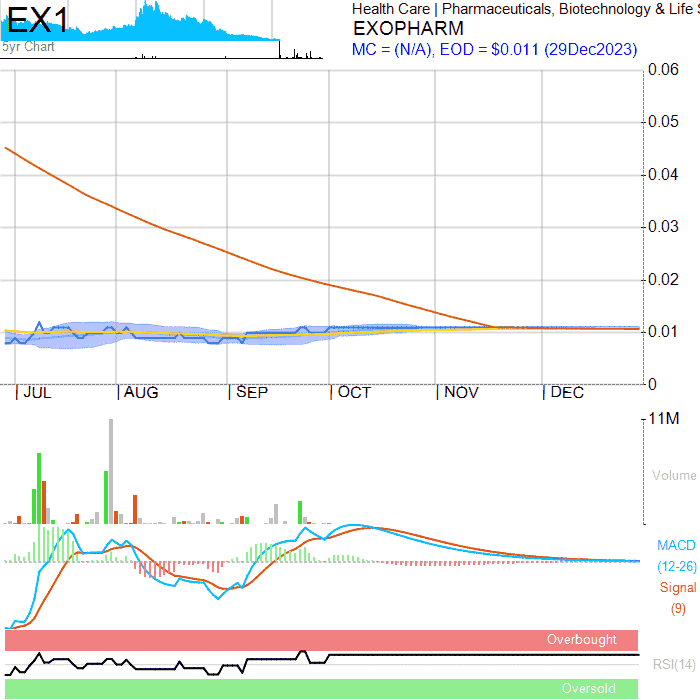 EX1
5yr Chart
Health Care | Pharmaceuticals, Biotechnology & Life S
EXOPHARM
MC = (N/A), EOD = $0.011 (29Dec2023)
0.06
0.05
0.04
0.03
0.02
0.01
0
JUL AUG SEP OCT NOV DEC
11M
Volume
MACD
(12-26)
Signal
(9)
Overbought
RSI(14)
Oversold